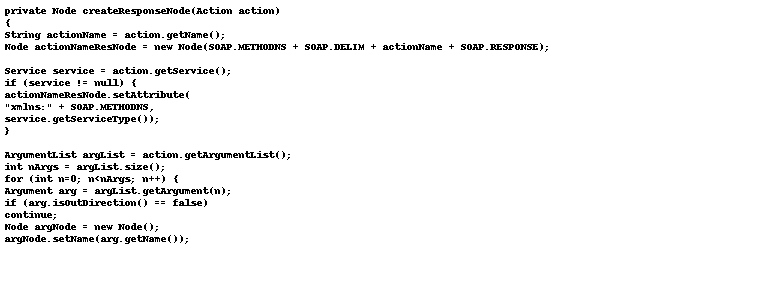 private Node createResponseNode(Action action)
{
String actionName = action.getName();
Node actionNameResNode = new Node(SOAP.METHODNS + SOAP.DELIM + actionName + SOAP.RESPONSE);

Service service = action.getService();
if (service != null) {
actionNameResNode.setAttribute(
"xmlns:" + SOAP.METHODNS,
service.getServiceType());
}

ArgumentList argList = action.getArgumentList();
int nArgs = argList.size();
for (int n=0; n<nArgs; n++) {
Argument arg = argList.getArgument(n);
if (arg.isOutDirection() == false)
continue;
Node argNode = new Node();
argNode.setName(arg.getName());